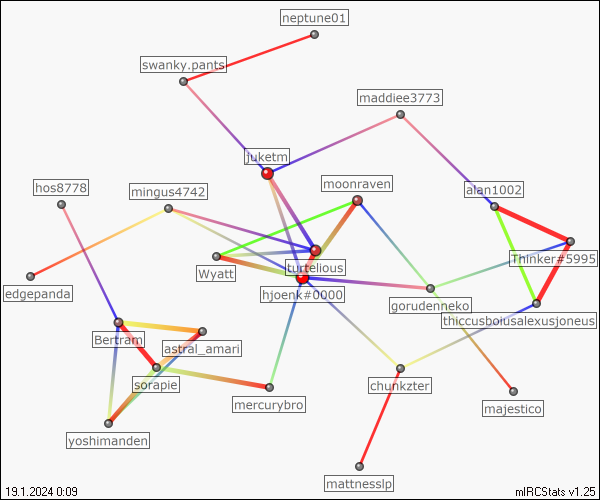 neptune01
swanky.pants
maddiee3773
juketm
moonraven
hos8778
mingus4742
alan1002
Wyatt
turtelious
Thinker#5995
edgepanda
hjoenk#0000
gorudenneko
thiccusbolusalexusjoneus
Bertram
astral_amari
sorapie
chunkzter
mercurybro
majestico
yoshimanden
mattnesslp
19.1.2024 0:09
mIRCStats v1.25